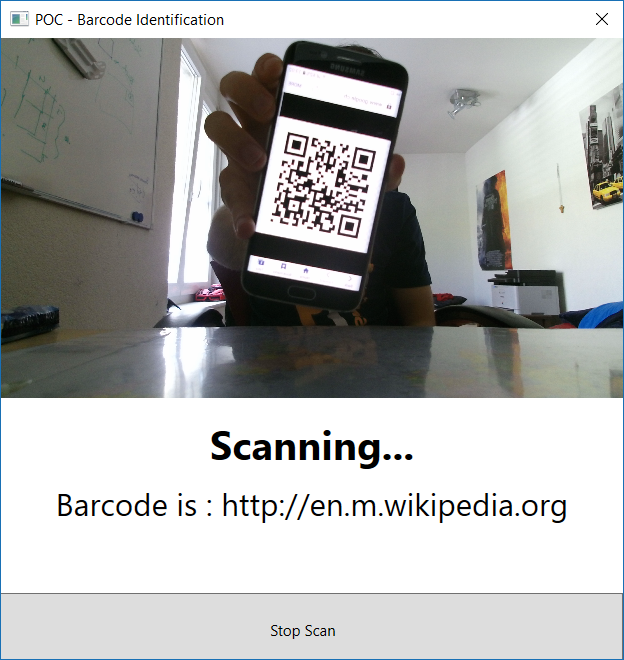 POC - Barcode Identification
SAMSUNG
Scanning...
Barcode is : http://en.m.wikipedia.org
Stop Scan